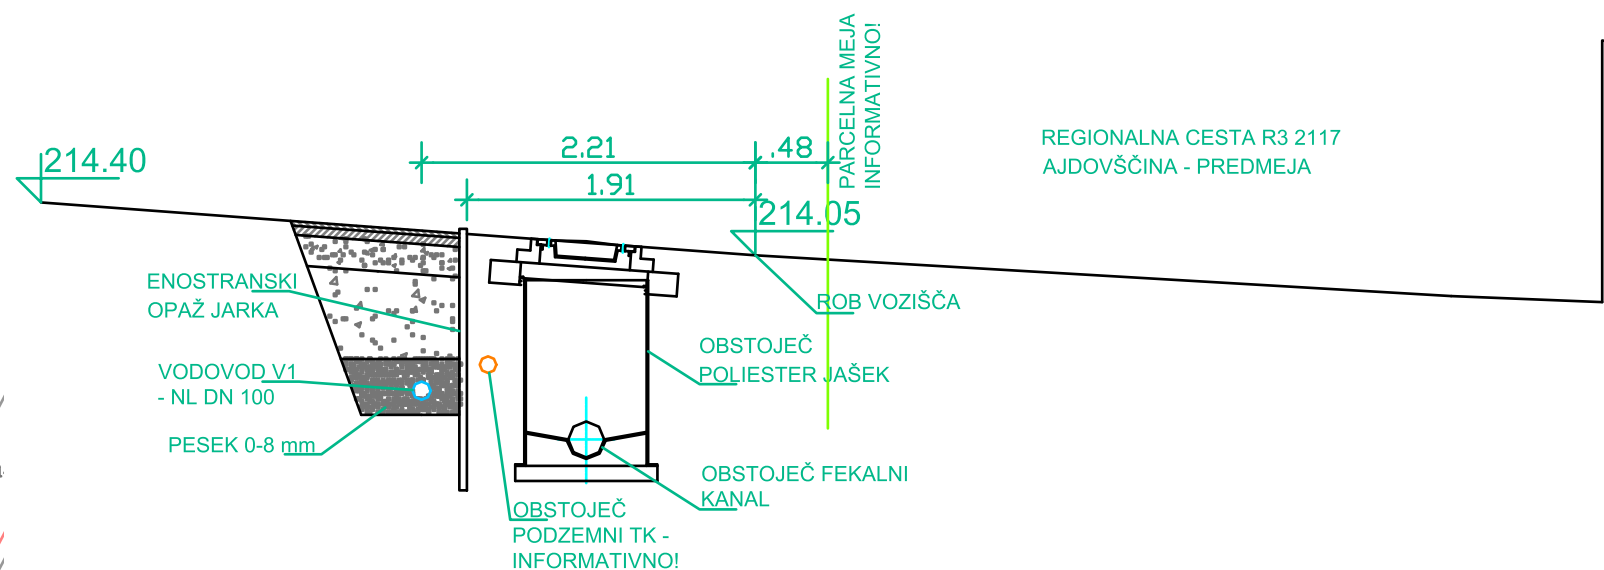 PARCELNA MEJA
INFORMATIVNO!
REGIONALNA CESTA R3 2117
AJDOVŠČINA - PREDMEJA
214.40
2.21
.48
1.91
214.05
ENOSTRANSKI
OPAŽ JARKA
ROB VOZIŠČA
OBSTOJEČ
POLIESTER JAŠEK
VODOVOD V1
- NL DN 100
PESEK 0-8 mm
OBSTOJEČ FEKALNI
KANAL
OBSTOJEČ
PODZEMNI TK -
INFORMATIVNO!